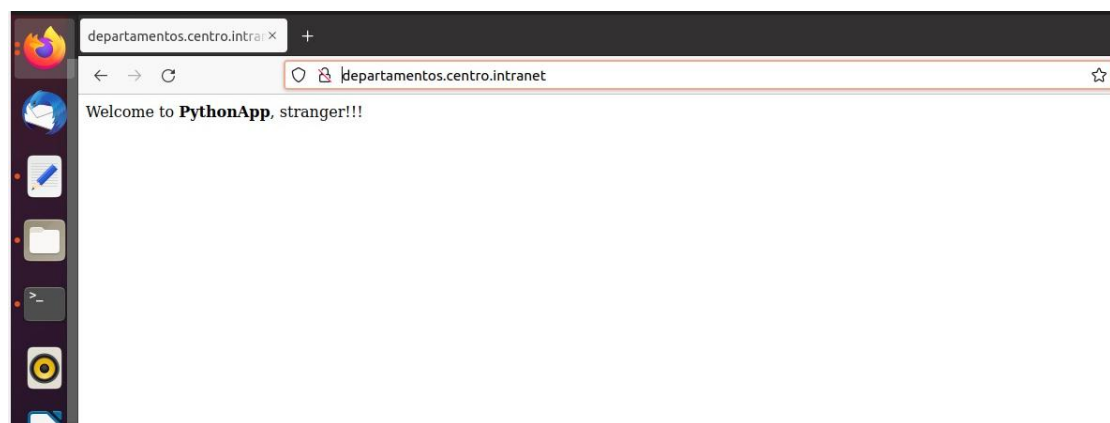 departamentos.centro.intra
departamentos.centro.intranet
Welcome to PythonApp, stranger!!!